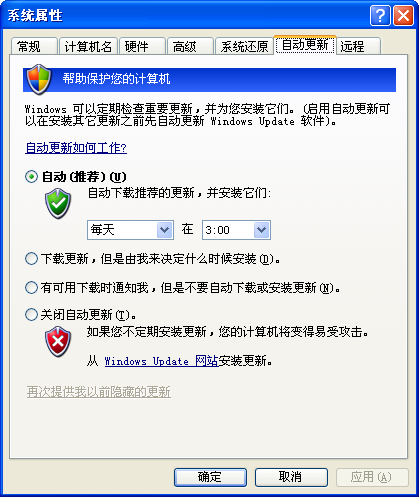 系统属性
常规 计算机名 硬件 高级 系统还原 自动更新 远程
帮助保护您的计算机
Windows 可以定期检查重要更新，并为您安装它们。(启用自动更新可
以在安装其它更新之前先自动更新 Windows Update 软件)。
自动更新如何工作?
自动(推荐)(U)
自动下载推荐的更新，并安装它们:
每天 在 3:00
下载更新，但是由我来决定什么时候安装(D)。
有可用下载时通知我，但是不要自动下载或安装更新(N)。
关闭自动更新(T)。
如果您不定期安装更新，您的计算机将变得易受攻击。
从 Windows Update 网站安装更新。
再次提供我以前隐藏的更新
确定 取消 应用(A)